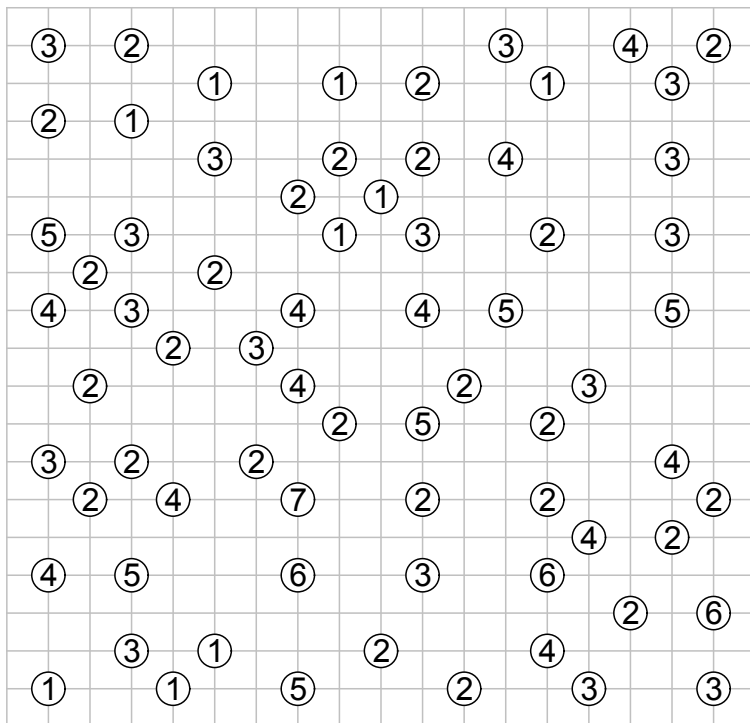 3 2 3 4 2
1 1 2 1 3
2 1
3 2 2 4 3
2 1
5 3 1 3 2 3
2 2
4 3 4 4 5 5
2 3
2 4 2 3
2 5 2
3 2 2 4
2 4 7 2 2 2
4 2
4 5 6 3 6
2 6
3 1 2 4
1 1 5 2 3 3